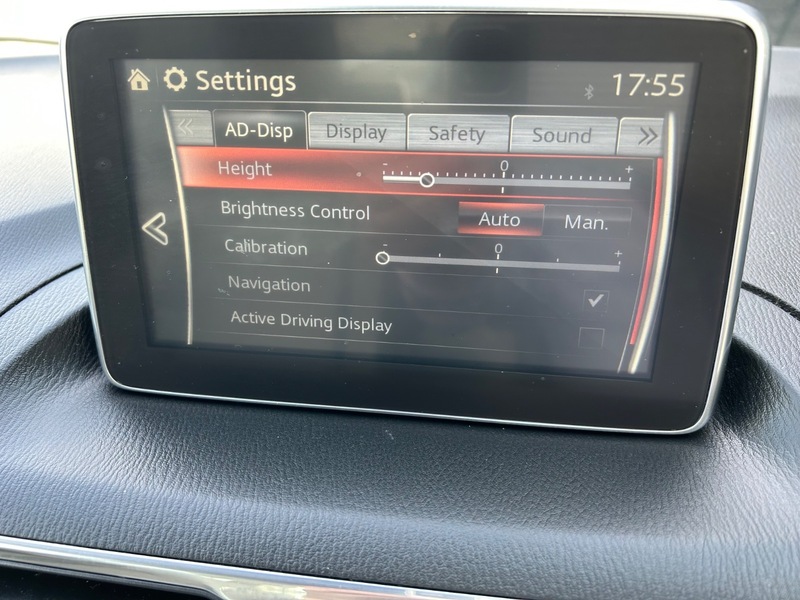 Settings 17:55
AD-Disp Display Safety Sound
Height - 0 +
Brightness Control Auto Man.
Calibration - 0 +
Navigation
Active Driving Display